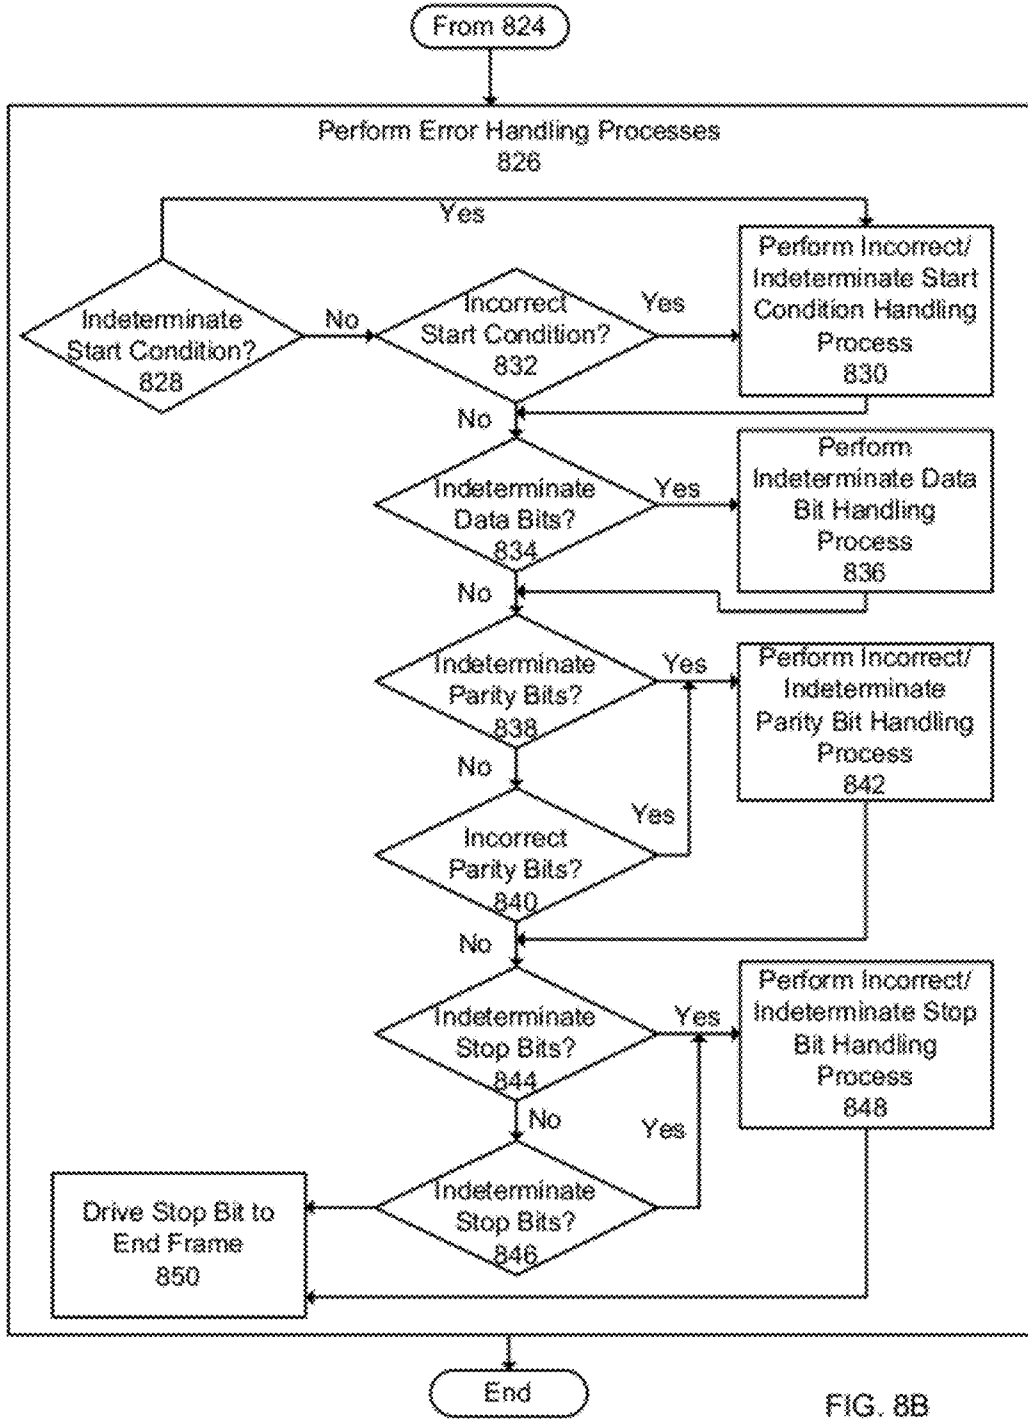 From 824
Perform Error Handling Processes
826
Yes
Indeterminate
Start Condition?
828
No
Incorrect
Start Condition?
832
Yes
Perform Incorrect/
Indeterminate Start
Condition Handling
Process
830
No
Indeterminate
Data Bits?
834
Yes
Perform
Indeterminate Data
Bit Handling
Process
836
No
Indeterminate
Parity Bits?
838
Yes
Perform Incorrect/
Indeterminate
Parity Bit Handling
Process
842
No
Incorrect
Parity Bits?
840
Yes
No
Indeterminate
Stop Bits?
844
Yes
Perform Incorrect/
Indeterminate Stop
Bit Handling
Process
848
No
Yes
Indeterminate
Stop Bits?
846
Drive Stop Bit to
End Frame
850
End
FIG. 8B